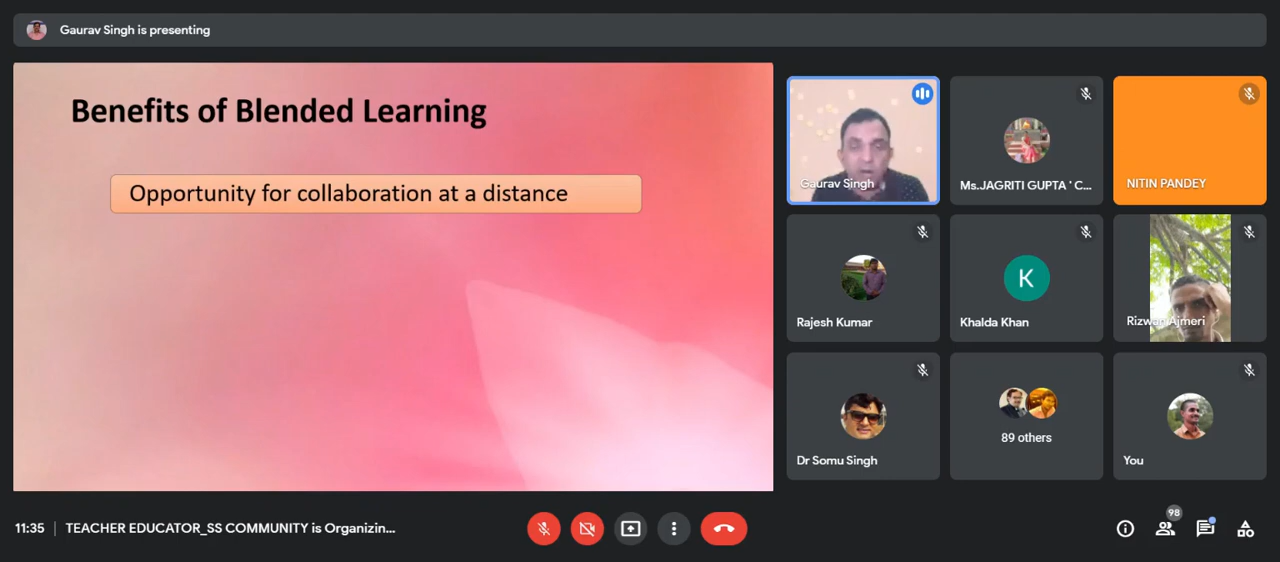 Gaurav Singh is presenting
Benefits of Blended Learning
Opportunity for collaboration at a distance
Gaurav Singh
Ms.JAGRITI GUPTA ' C...
NITIN PANDEY
Rajesh Kumar
K
Khalda Khan
Rizwan Ajmeri
Dr Somu Singh
89 others
You
11:35
TEACHER EDUCATOR_SS COMMUNITY is Organizin...
98